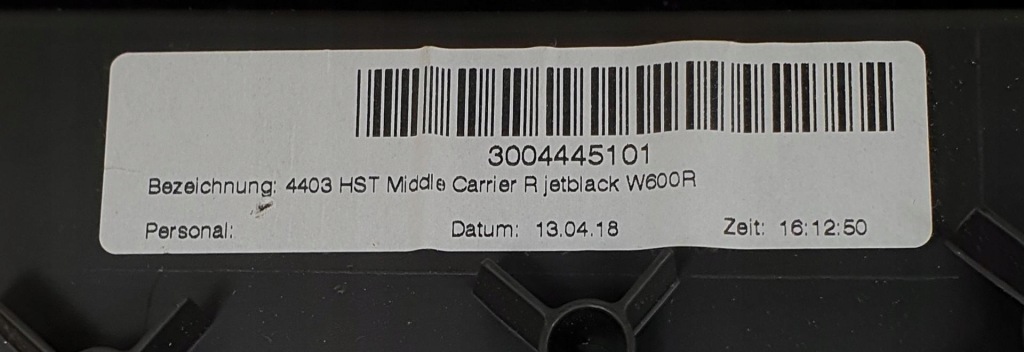 3004445101
Bezeichnung: 4403 HST Middle Carrier R jetblack W600R
Personal: Datum: 13.04.18 Zeit: 16:12:50